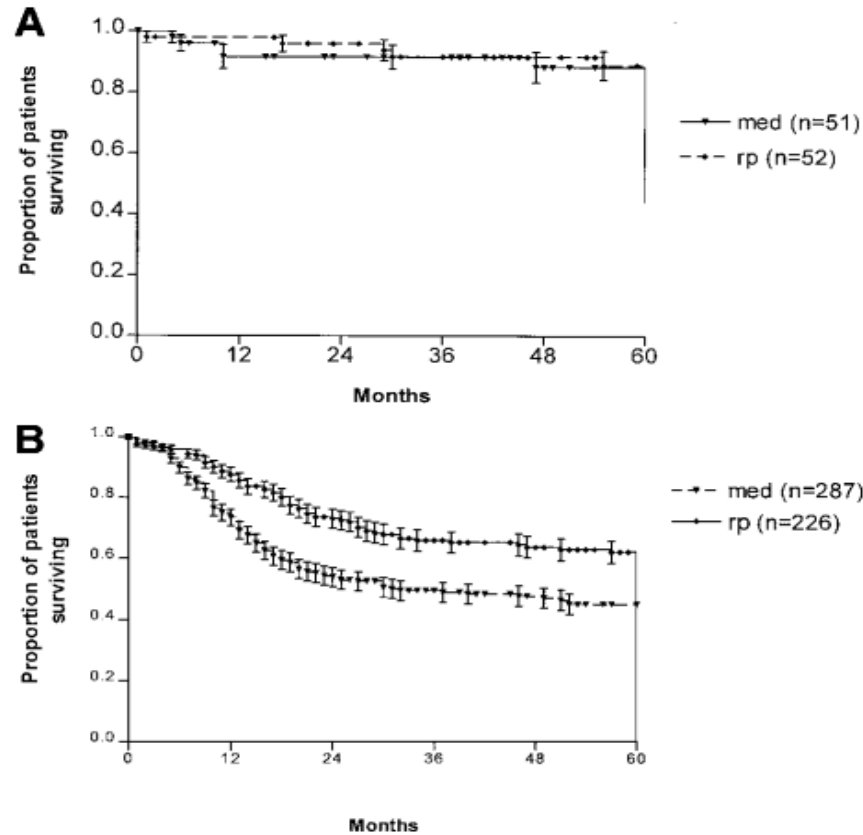 A
Proportion of patients
surviving
1.0
0.8
0.6
0.4
0.2
0.0
0
12
24
36
48
60
Months
med (n=51)
rp (n=52)
B
Proportion of patients
surviving
1.0
0.8
0.6
0.4
0.2
0.0
0
12
24
36
48
60
Months
med (n=287)
rp (n=226)